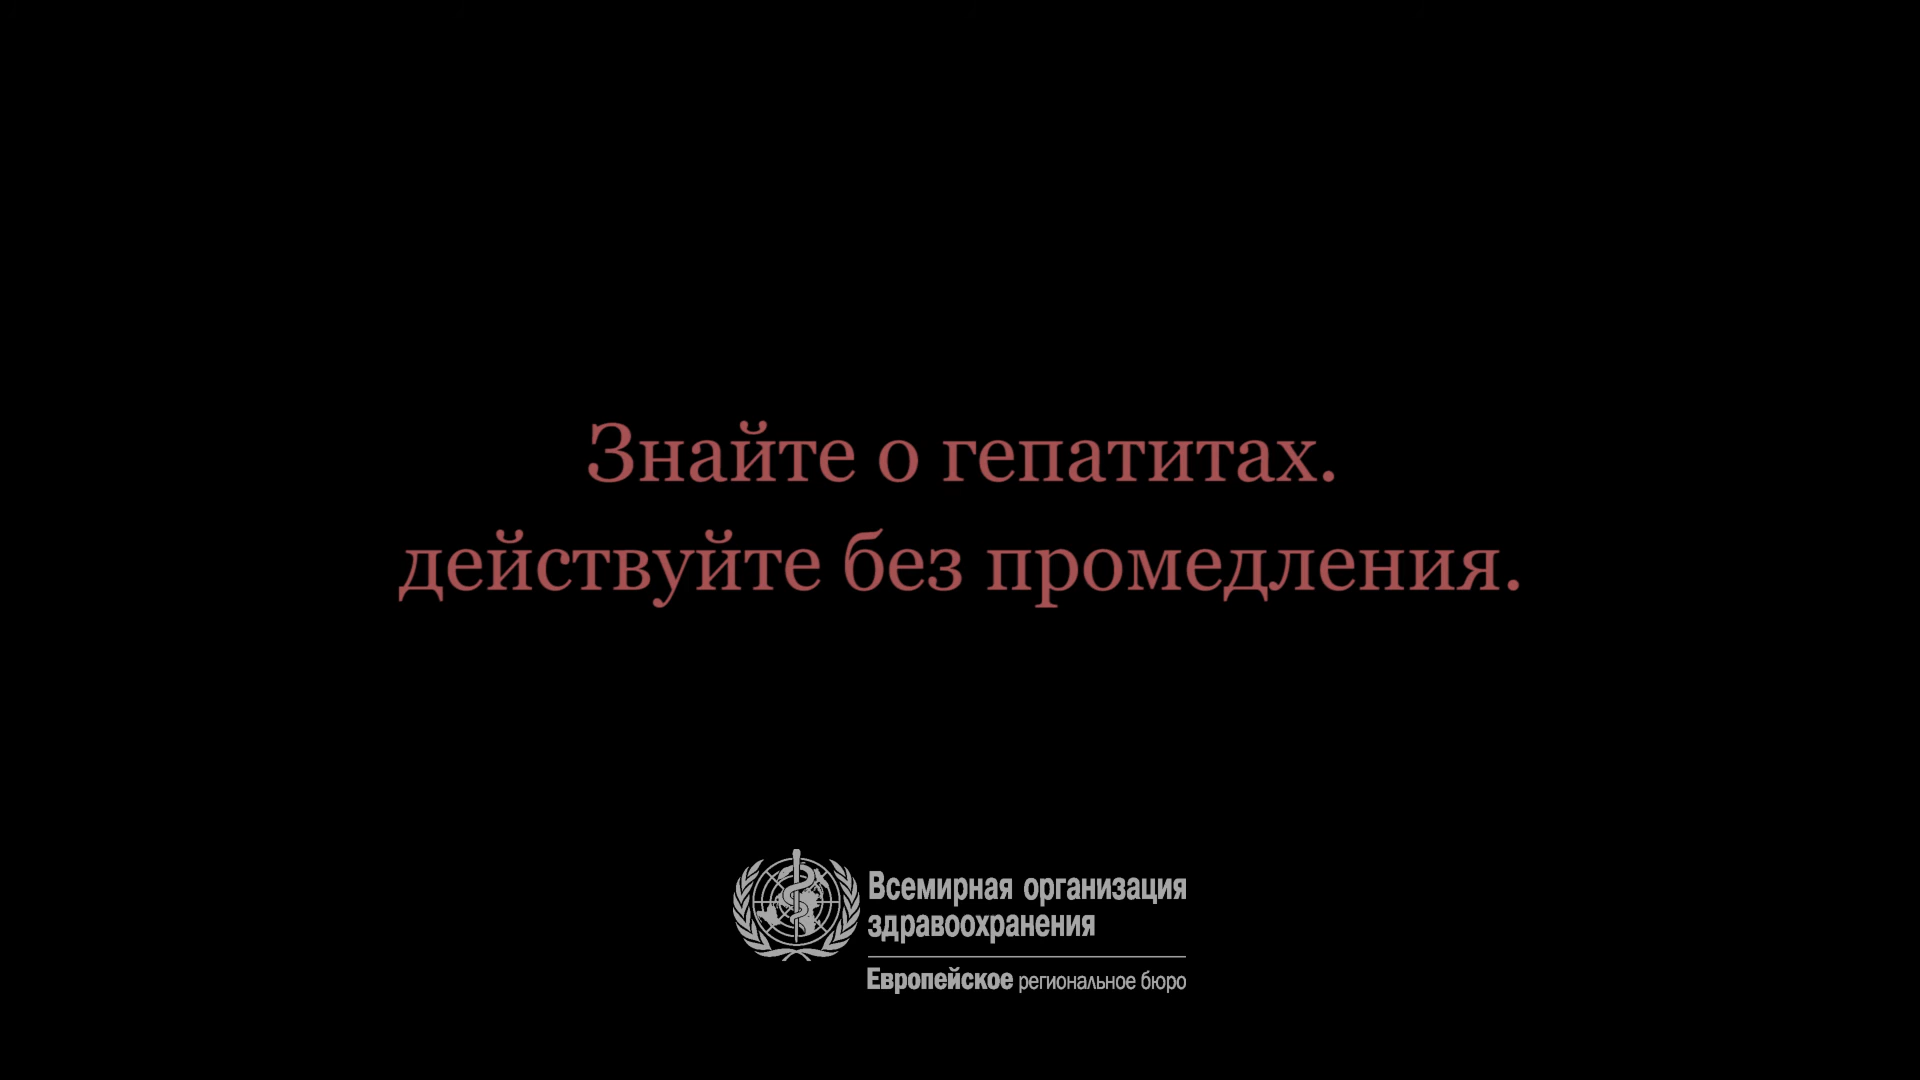 Знайте о гепатитах.
действуйте без промедления.
Всемирная организация
здравоохранения
Европейское региональное бюро